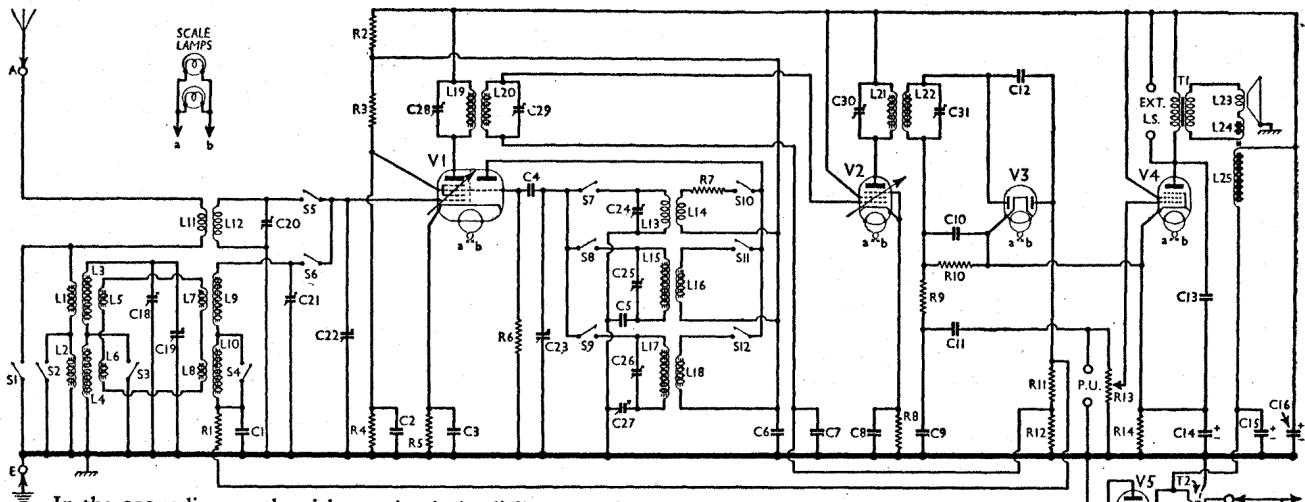 SCALE
LAMPS
A
a b
R2
R3
C28
L19
L20
C29
V1
C4
L11
L12
C20
S5
S6
S7
C24
L13
L14
R7
S10
S8
C25
L15
L16
S11
C5
S9
C26
L17
L18
S12
C27
C30
L21
L22
C31
C12
V2
V3
a b
a b
a b
C10
R10
R9
C11
P.U.
R11
R12
R13
EXT.
L.S.
T1
L23
L24
L25
V4
a b
C13
C16
L1
L3
L5
C18
C19
L7
L9
C21
L2
L6
L4
S1
S2
S3
L8
L10
S4
C22
R6
C23
R1
C1
R4
C2
R5
C3
C6
C7
C8
R8
C9
R14
C14
+
-
C15
+
-
+
-
E
V5
T2